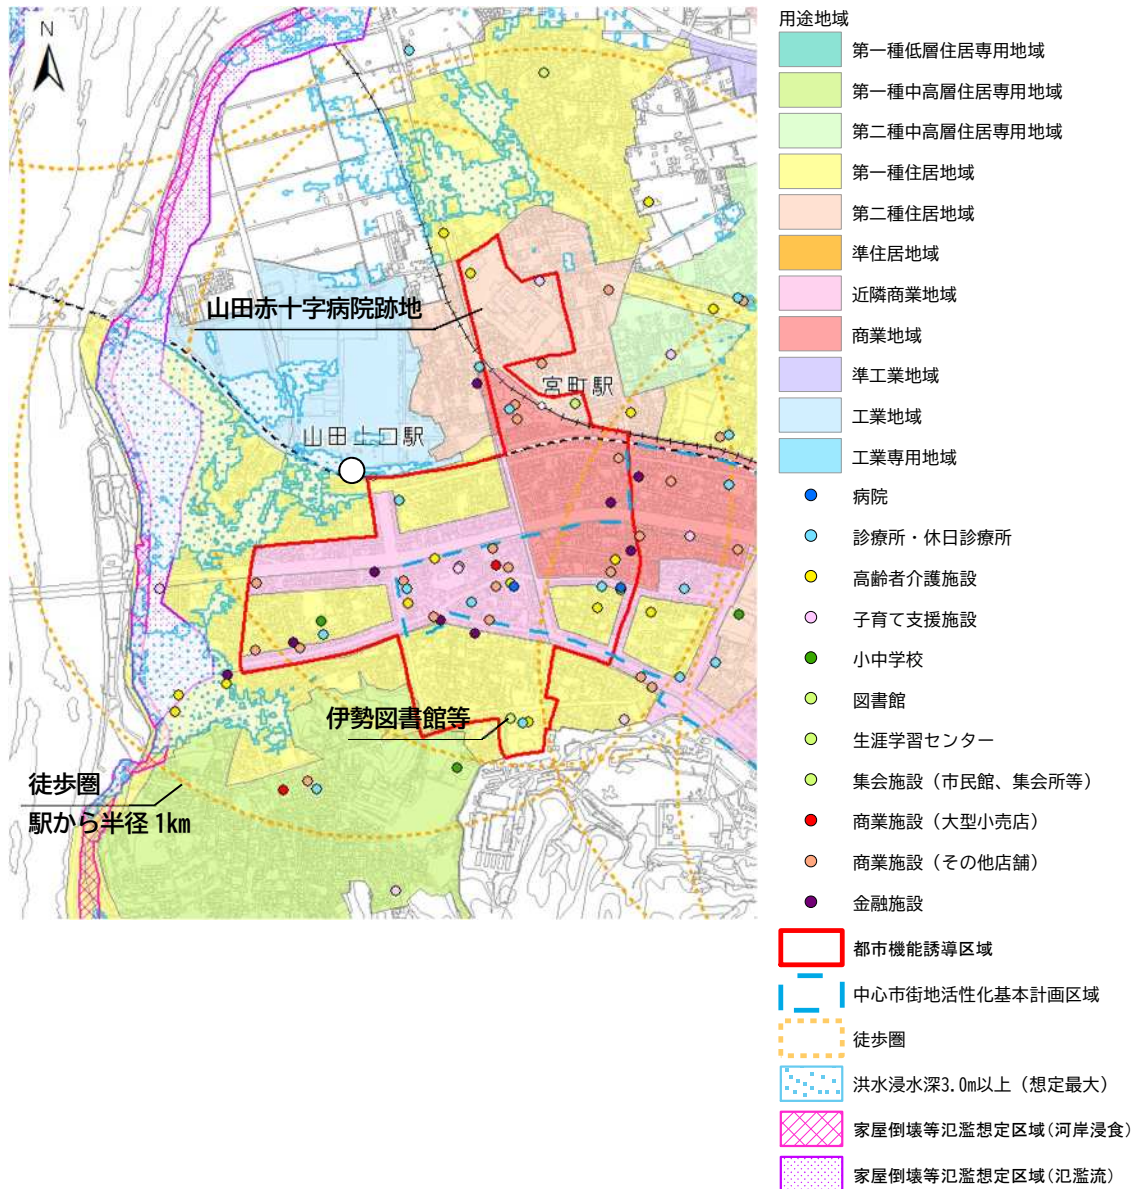 N
山田赤十字病院跡地
宮町駅
山田上口駅
伊勢図書館等
徒歩圏
駅から半径1km
用途地域
第一種低層住居専用地域
第一種中高層住居専用地域
第二種中高層住居専用地域
第一種住居地域
第二種住居地域
準住居地域
近隣商業地域
商業地域
準工業地域
工業地域
工業専用地域
病院
診療所・休日診療所
高齢者介護施設
子育て支援施設
小中学校
図書館
生涯学習センター
集会施設（市民館、集会所等）
商業施設（大型小売店）
商業施設（その他店舗）
金融施設
都市機能誘導区域
中心市街地活性化基本計画区域
徒歩圏
洪水浸水深3.0m以上（想定最大）
家屋倒壊等氾濫想定区域(河岸浸食)
家屋倒壊等氾濫想定区域(氾濫流)